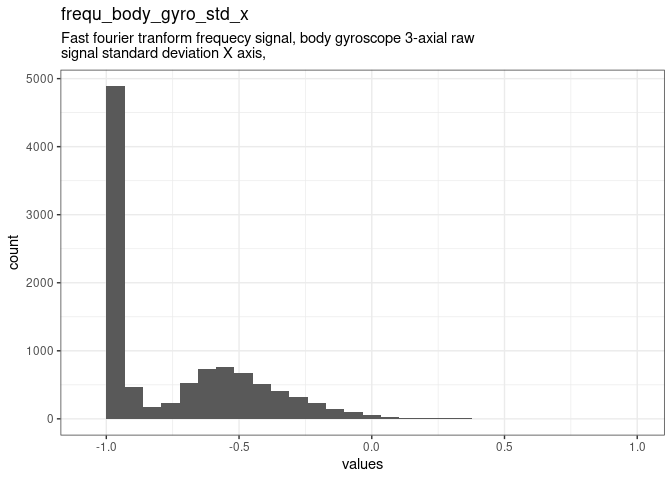 frequ_body_gyro_std_x
Fast fourier tranform frequecy signal, body gyroscope 3-axial raw
signal standard deviation X axis,
5000
4000
3000
2000
1000
0
count
-1.0
-0.5
0.0
0.5
1.0
values